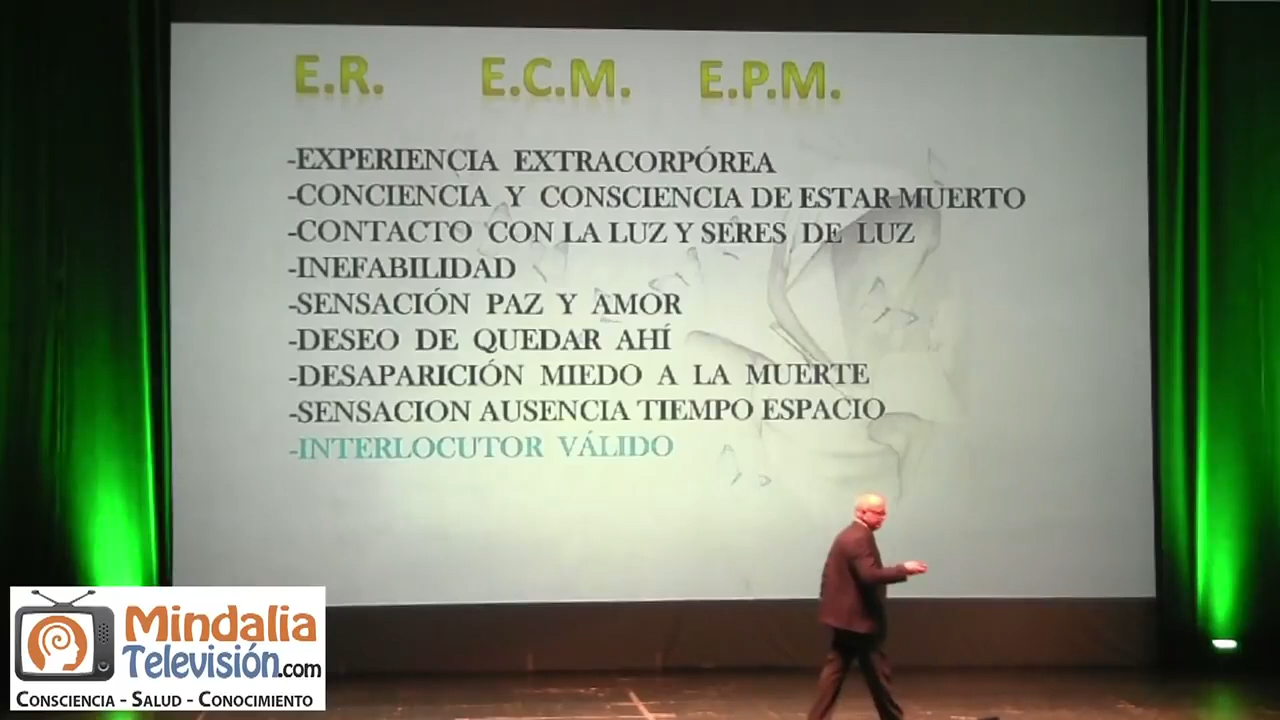 E.R. E.C.M. E.P.M.
-EXPERIENCIA EXTRACORPÓREA
-CONCIENCIA Y CONSCIENCIA DE ESTAR MUERTO
-CONTACTO CON LA LUZ Y SERES DE LUZ
-INEFABILIDAD
-SENSACIÓN PAZ Y AMOR
-DESEO DE QUEDAR AHÍ
-DESAPARICIÓN MIEDO A LA MUERTE
-SENSACION AUSENCIA TIEMPO ESPACIO
-INTERLOCUTOR VÁLIDO
Mindalia
Televisión.com
CONSCIENCIA - SALUD - CONOCIMIENTO